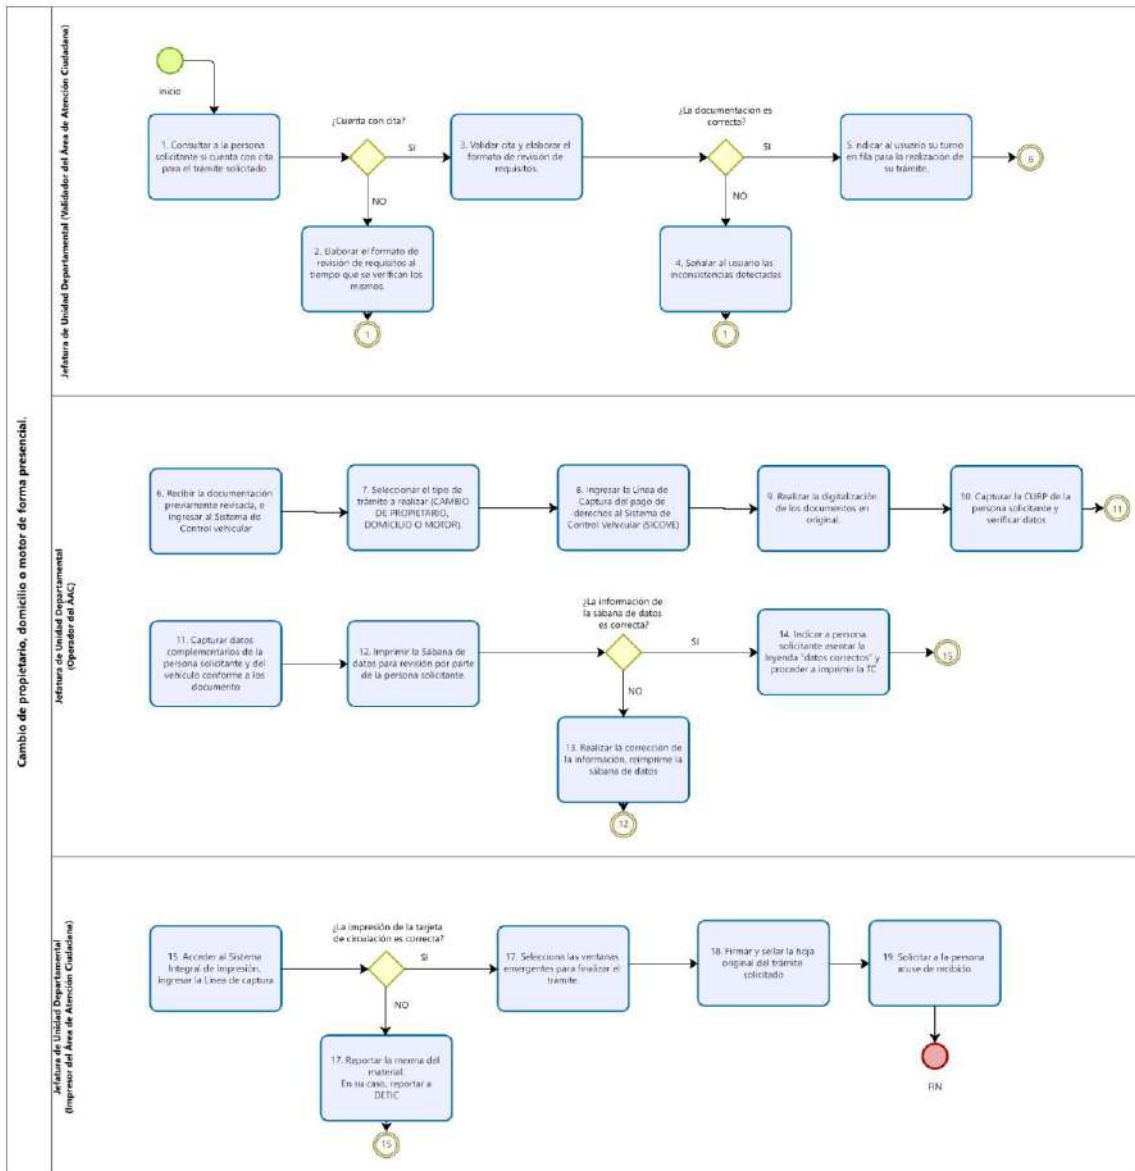 Cambio de propietario, domicilio o motor de forma presencial.
Jefatura de Unidad Departamental (Validador del Área de Atención Ciudadana)
Inicio
1. Consultar a la persona
solicitante si cuenta con cita
para el trámite solicitado
¿Cuenta con cita?
SI
NO
2. Elaborar el formato de
revisión de requisitos al
tiempo que se verifican los
mismos.
1
3. Validar cita y elaborar el
formato de revisión de
requisitos.
¿La documentación es
correcto?
SI
NO
4. Señalar al usuario las
inconsistencias detectadas
1
5. ndicar al usuario su turno
en fila para la realización de
su trámite.
6
Jefatura de Unidad Departamental
(Operador del AAC)
6. Recibir la documentación
previamente revisada, e
ingresar al Sistema de
Control vehicular
7. Seleccionar el tipo de
trámite a realizar (CAMBIO
DE PROPIETARIO,
DOMICILIO O MOTOR).
8. Ingresar la Línea de
Captura del pago de
derechos al Sistema de
Control Vehicular (SICOVE)
9. Realizar la digitalización
de los documentos en
original.
10. Capturar la CURP de la
persona solicitante y
verificar datos
11
11. Capturar datos
complementarios de la
persona solicitante y del
vehículo conforme a los
documento
12. Imprimir la Sábana de
datos para revisión por parte
de la persona solicitante.
¿La información de
la sábana de datos
es correcta?
SI
NO
13. Realizar la corrección de
la información, reimprime la
sábana de datos
12
14. Indicar a persona
solicitante asentar la
leyenda "datos correctos" y
proceder a imprimir la TC
15
Jefatura de Unidad Departamental
(Impresor del Área de Atención Ciudadana)
15. Acceder al Sistema
Integral de Impresión,
ingresar la Línea de captura
¿La impresión de la tarjeta
de circulación es correcta?
SI
NO
17. Reportar la merma del
material.
En su caso, reportar a
DETIC
15
17. Selecciona las ventanas
emergentes para finalizar el
trámite.
18. Firmar y sellar la hoja
original del trámite
solicitado
19. Solicitar a la persona
acuse de recibido
FIN